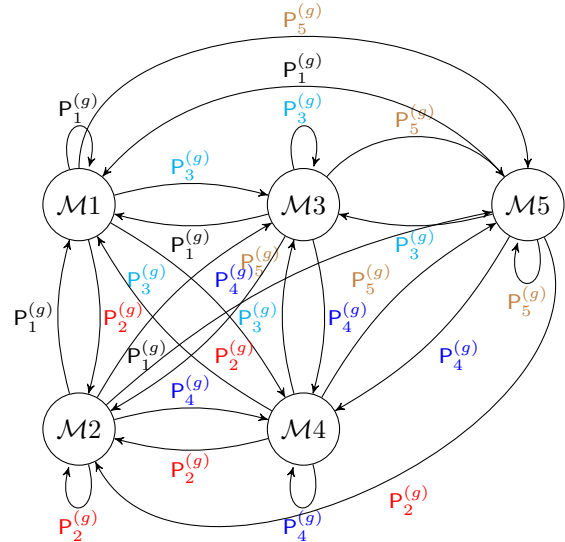 P₅^(g)
P₁^(g)
P₁^(g)
P₃^(g)
P₅^(g)
P₃^(g)
ℳ1
ℳ3
ℳ5
P₁^(g)
P₃^(g)
P₅^(g)
P₃^(g)
P₄^(g)
P₅^(g)
P₅^(g)
P₁^(g)
P₂^(g)
P₃^(g)
P₄^(g)
P₁^(g)
P₂^(g)
P₄^(g)
P₄^(g)
ℳ2
ℳ4
P₂^(g)
P₂^(g)
P₂^(g)
P₄^(g)